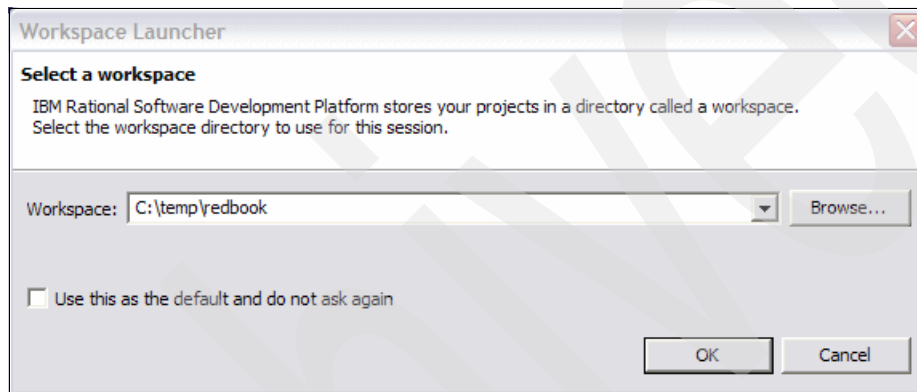 Workspace Launcher
Select a workspace
IBM Rational Software Development Platform stores your projects in a directory called a workspace.
Select the workspace directory to use for this session.
Workspace: C:\temp\redbook Browse...
Use this as the default and do not ask again
OK Cancel